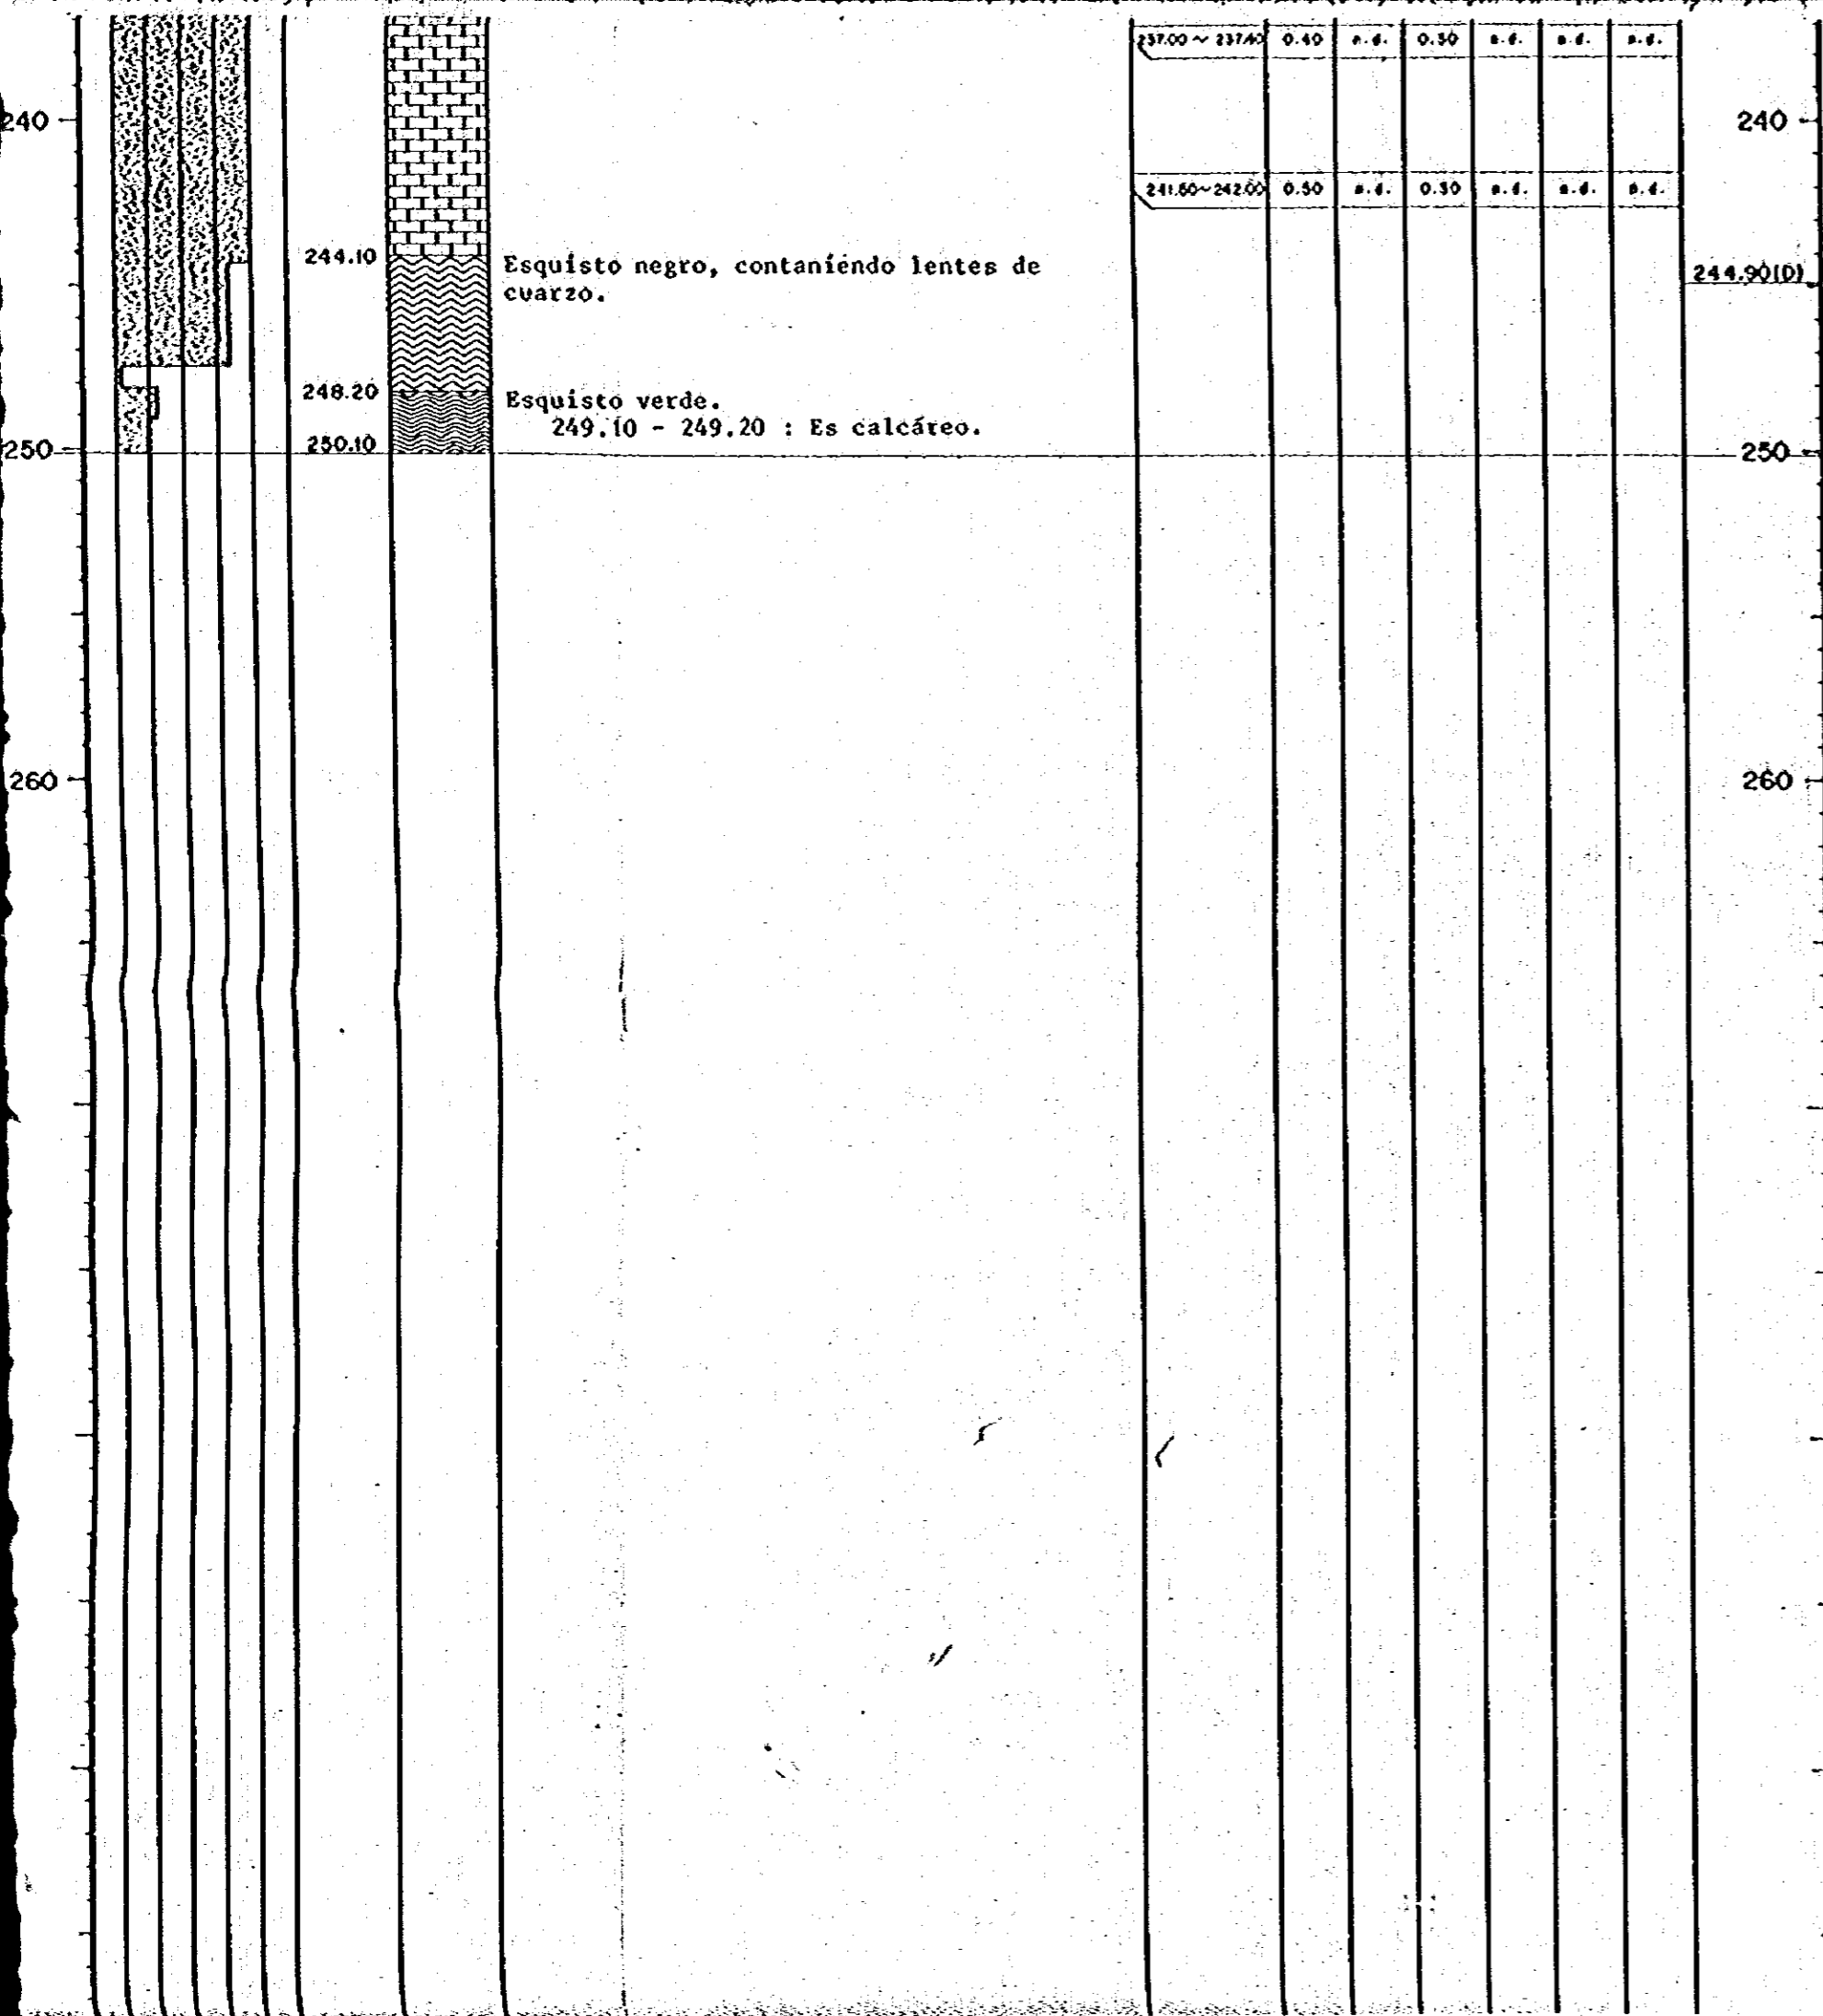 237.00 ~ 237.40 0.40 n.d. 0.30 n.d. n.d. n.d.
240 240
241.50~242.00 0.50 n.d. 0.30 n.d. n.d. n.d.
244.10
Esquisto negro, contaniendo lentes de
cuarzo.
244.90(D)
248.20
Esquisto verde.
249.10 - 249.20 : Es calcáreo.
250.10
250 250
260 260